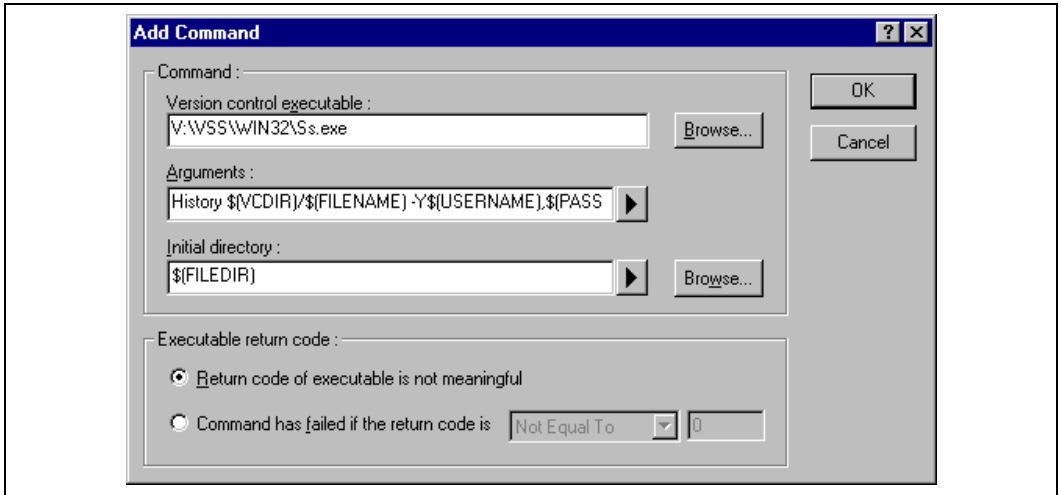 Add Command
Command :
OK
Version control executable :
V:\VSS\WIN32\Ss.exe
Browse...
Cancel
Arguments :
History $(VCDIR)/$(FILENAME) -Y$(USERNAME),$(PASS
Initial directory :
$(FILEDIR)
Browse...
Executable return code :
Return code of executable is not meaningful
Command has failed if the return code is Not Equal To 0